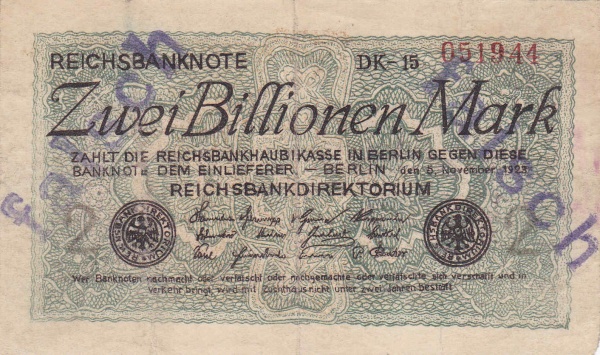 REICHSBANKNOTE DK-15 051944
Zwei Billionen Mark
ZAHLT DIE REICHSBANKHAUPTKASSE IN BERLIN GEGEN DIESE
BANKNOTE DEM EINLIEFERER. – BERLIN, den 5. November 1923
REICHSBANKDIREKTORIUM
2 2
Wer Banknoten nachmacht oder verfälscht oder nachgemachte oder verfälschte sich verschafft und in
verkehr bringt, wird mit Zuchthaus nicht unter zwei Jahren bestraft
Falsch
Falsch